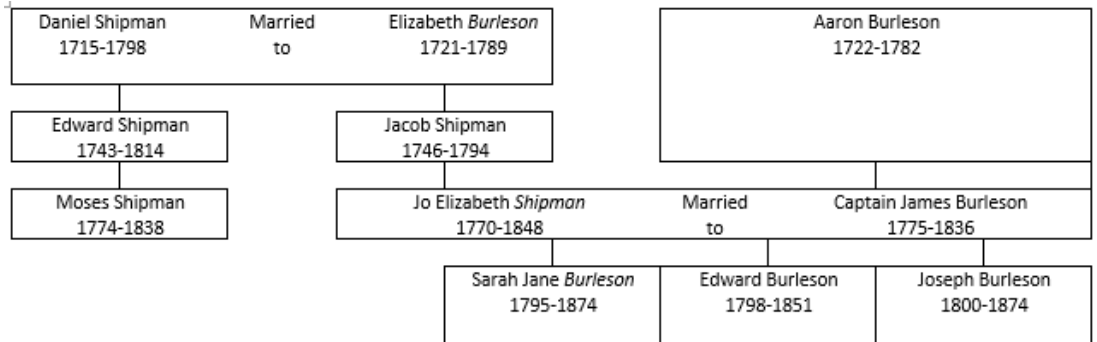 Daniel Shipman Married Elizabeth Burleson Aaron Burleson
1715-1798 to 1721-1789 1722-1782
Edward Shipman Jacob Shipman
1743-1814 1746-1794
Moses Shipman Jo Elizabeth Shipman Married Captain James Burleson
1774-1838 1770-1848 to 1775-1836
Sarah Jane Burleson Edward Burleson Joseph Burleson
1795-1874 1798-1851 1800-1874